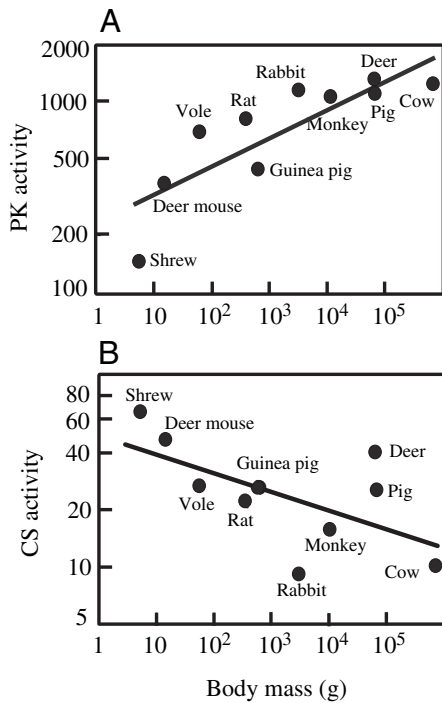 A
2000
1000
500
200
100
PK activity
Deer
Rabbit
Rat
Vole
Cow
Monkey
Pig
Guinea pig
Deer mouse
Shrew
1 10 10² 10³ 10⁴ 10⁵
B
80
60
40
20
10
5
CS activity
Shrew
Deer mouse
Deer
Guinea pig
Pig
Vole
Rat
Monkey
Cow
Rabbit
1 10 10² 10³ 10⁴ 10⁵
Body mass (g)